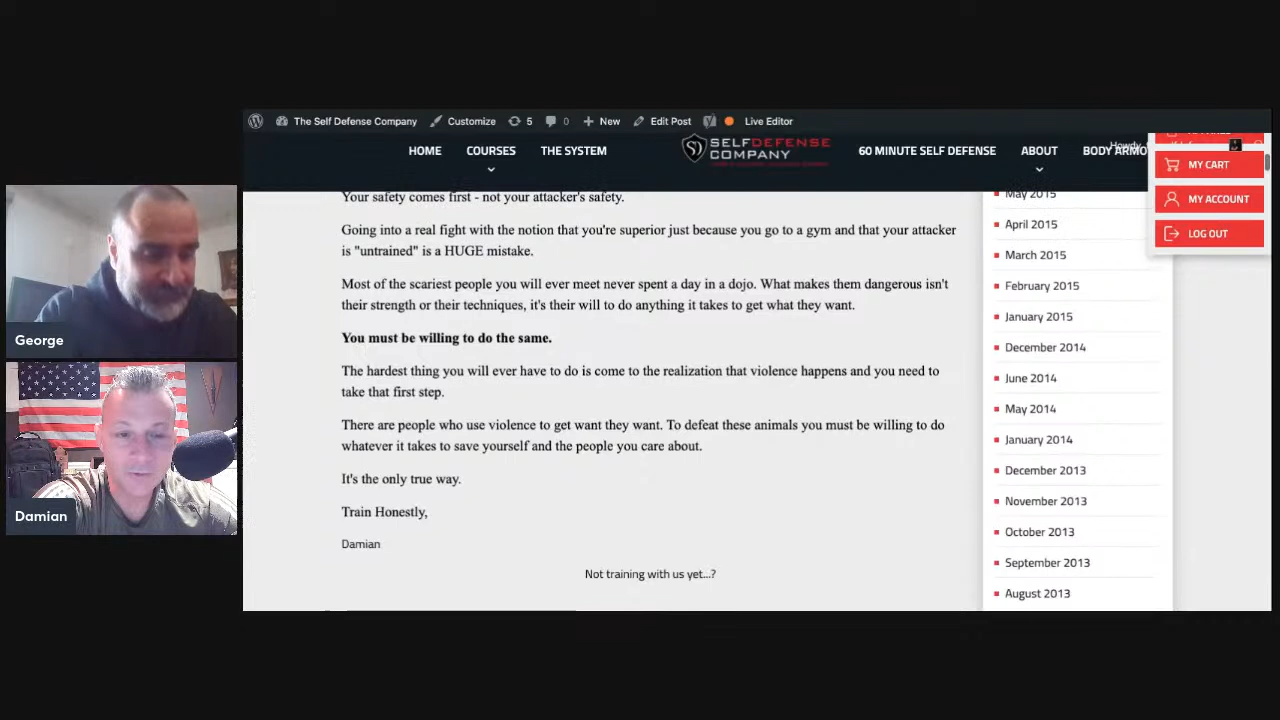 The Self Defense Company
Customize
5
0
New
Edit Post
Live Editor
HOME
COURSES
THE SYSTEM
SELFDEFENSE
COMPANY
60 MINUTE SELF DEFENSE
ABOUT
BODY ARMO
Howdy,
MY CART
MY ACCOUNT
LOG OUT
Your safety comes first - not your attacker's safety.
Going into a real fight with the notion that you're superior just because you go to a gym and that your attacker
is "untrained" is a HUGE mistake.
Most of the scariest people you will ever meet never spent a day in a dojo. What makes them dangerous isn't
their strength or their techniques, it's their will to do anything it takes to get what they want.
You must be willing to do the same.
The hardest thing you will ever have to do is come to the realization that violence happens and you need to
take that first step.
There are people who use violence to get want they want. To defeat these animals you must be willing to do
whatever it takes to save yourself and the people you care about.
It's the only true way.
Train Honestly,
Damian
Not training with us yet...?
May 2015
April 2015
March 2015
February 2015
January 2015
December 2014
June 2014
May 2014
January 2014
December 2013
November 2013
October 2013
September 2013
August 2013
George
Damian